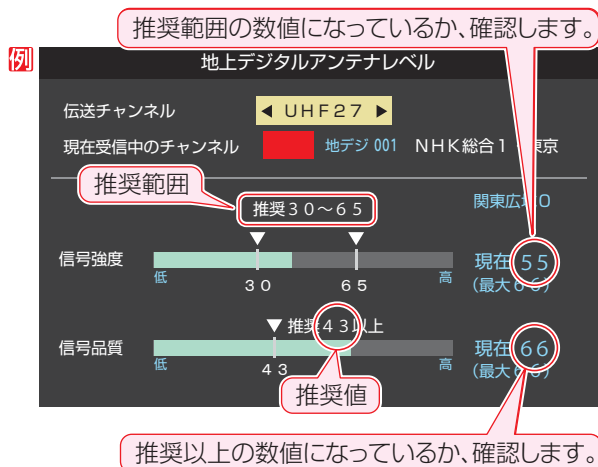 推奨範囲の数値になっているか、確認します。
例
地上デジタルアンテナレベル
伝送チャンネル
◀ UHF27 ▶
現在受信中のチャンネル 地デジ 001 NHK総合1 東京
推奨範囲
推奨30～65
関東広域0
信号強度
低 30 65 高
現在 55
(最大66)
▼ 推奨43以上
信号品質
低 43 高
現在 66
(最大66)
推奨値
推奨以上の数値になっているか、確認します。